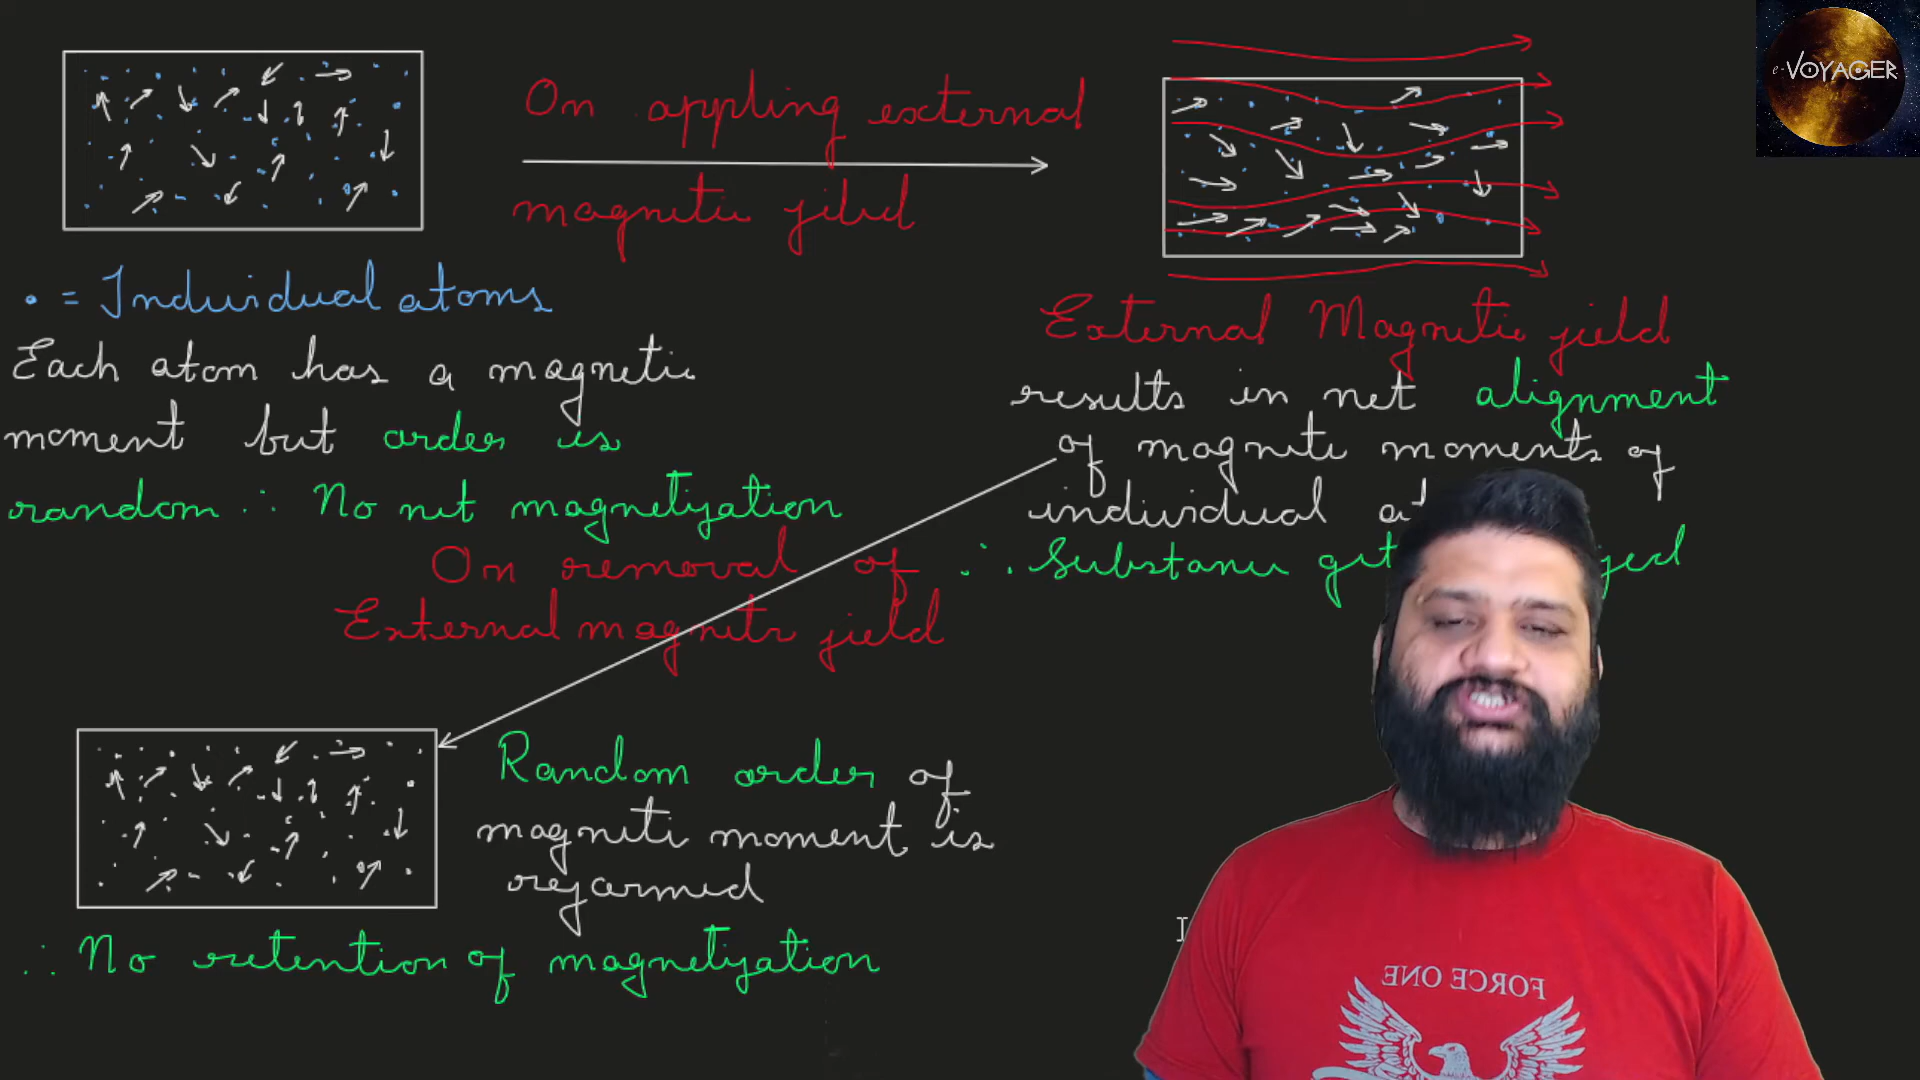 On appling external
magnetic field
e-VOYAGER
• = Individual atoms
Each atom has a magnetic
moment but order is
random ∴ No net magnetization
External Magnetic field
results in net alignment
of magnetic moments of
individual
∴ Substance get
On removal of
External magnetic field
Random order of
magnetic moment is
reformed
∴ No retention of magnetization
FORCE ONE